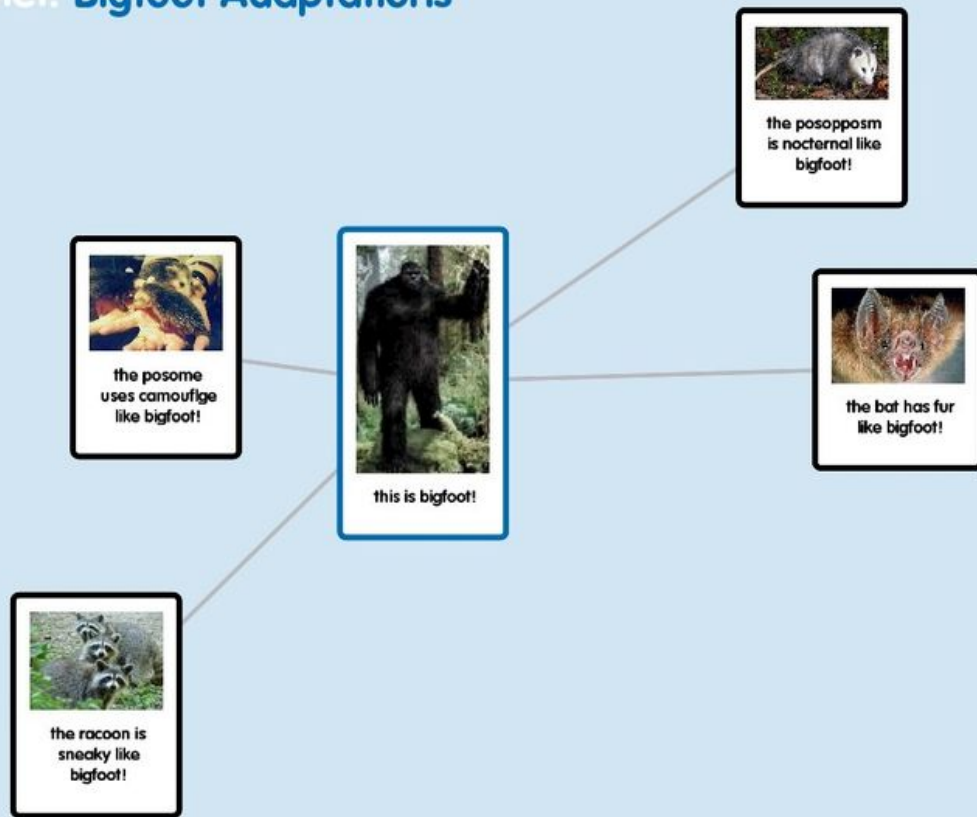 Bigfoot Adaptations
the posopposm
is nocternal like
bigfoot!
the posome
uses camouflge
like bigfoot!
this is bigfoot!
the bat has fur
like bigfoot!
the racoon is
sneaky like
bigfoot!